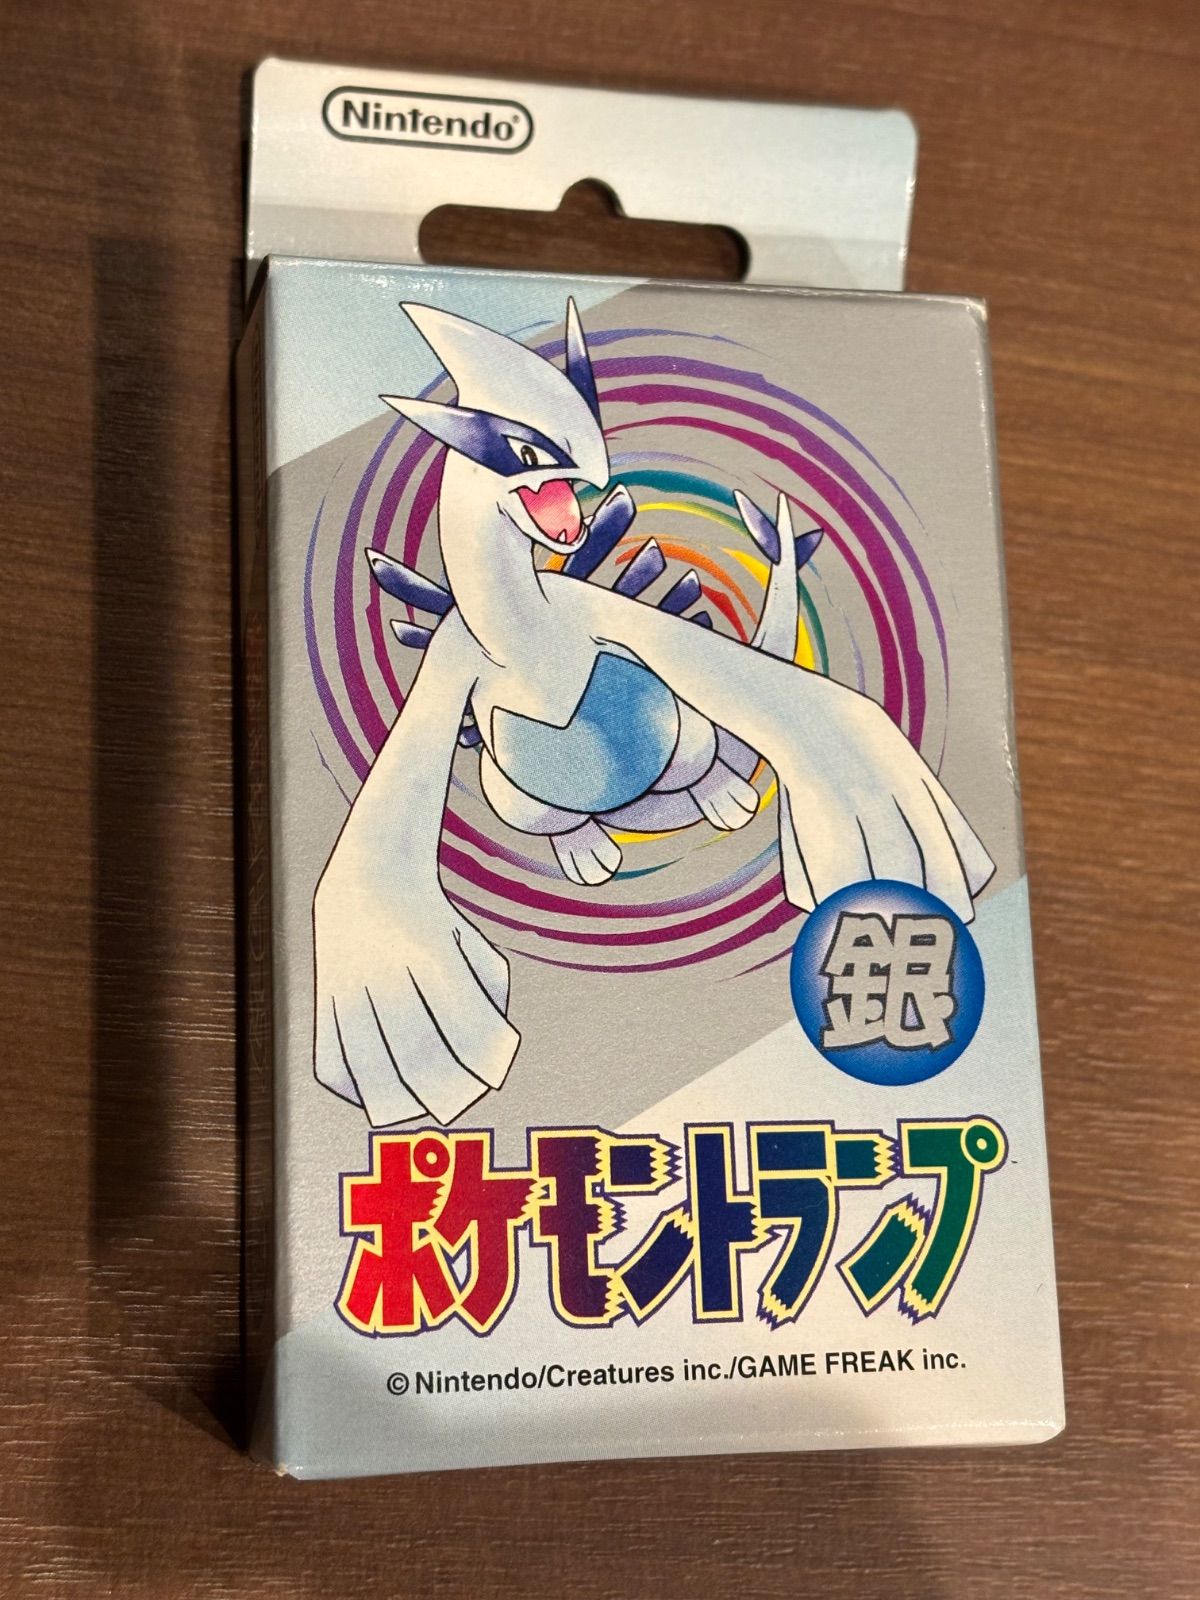 Nintendo®
銀
ポケモントランプ
©Nintendo/Creatures inc./GAME FREAK inc.